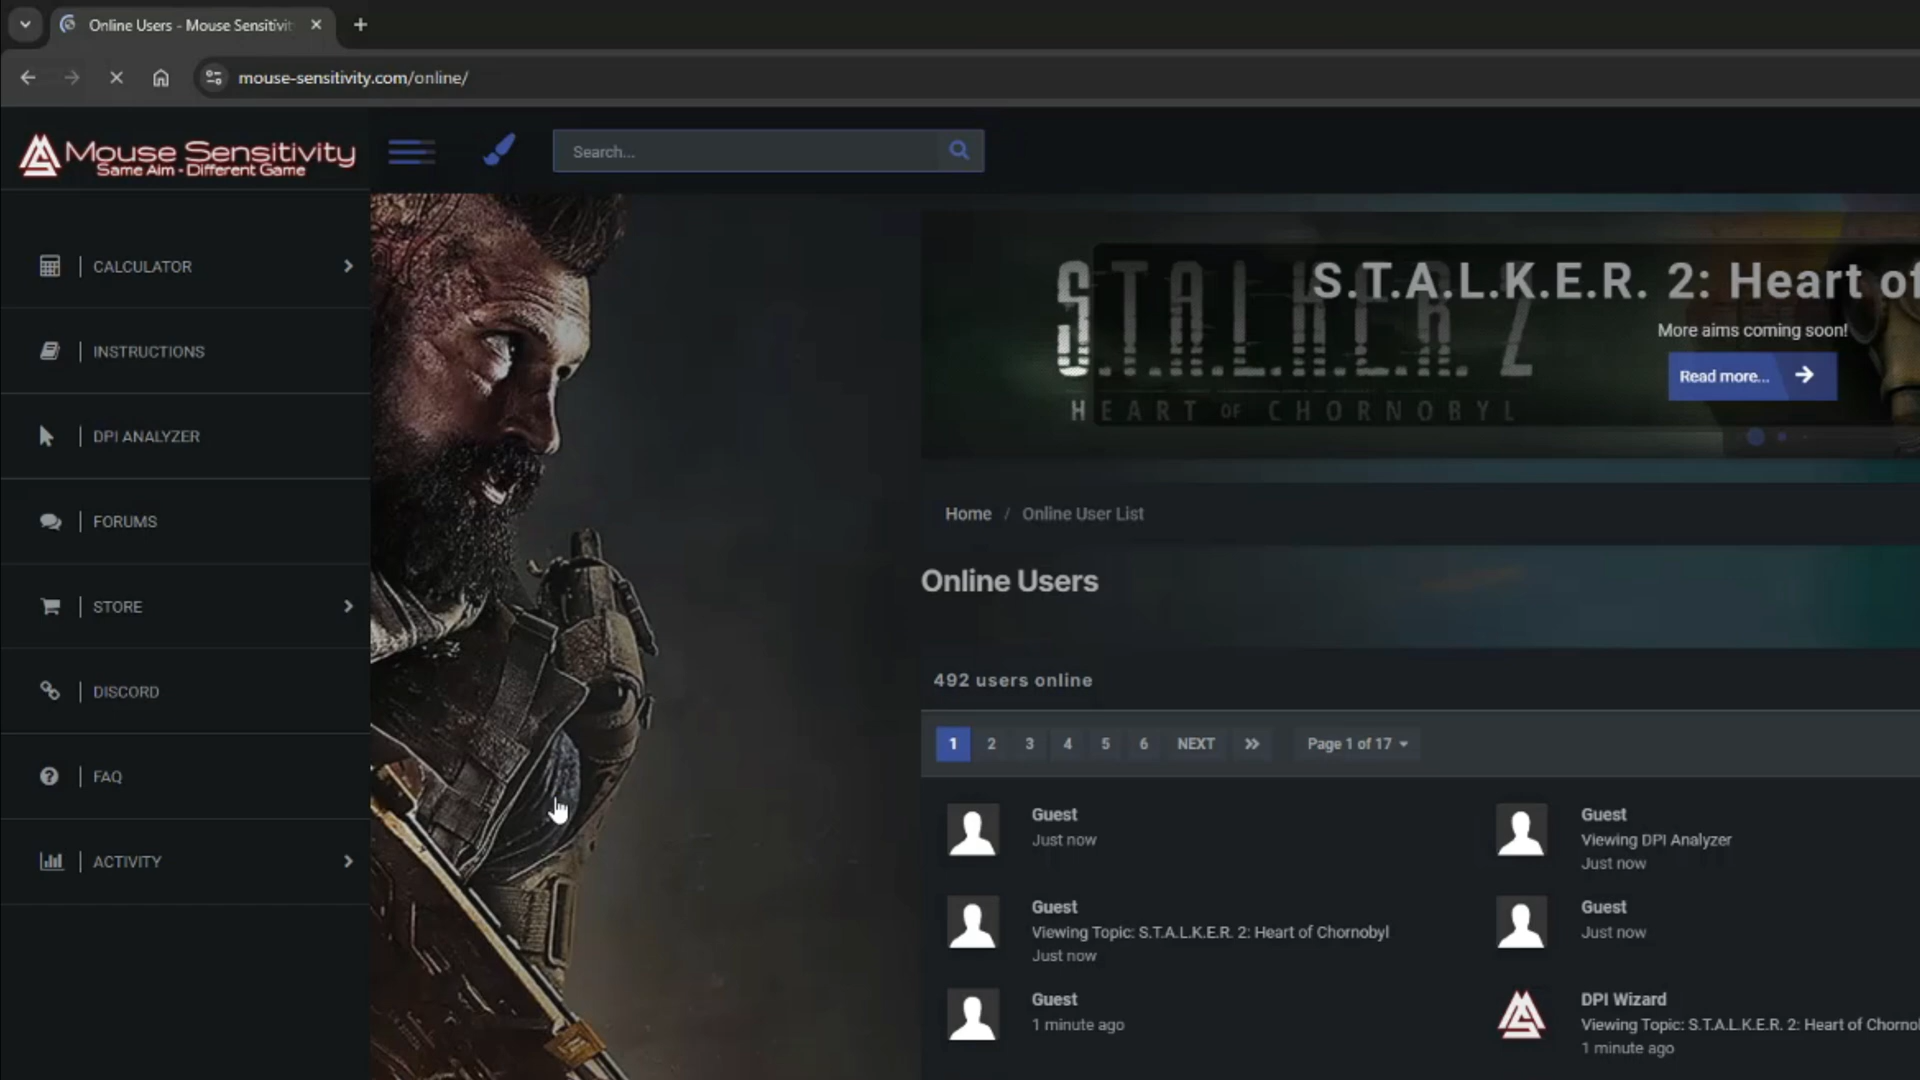 Online Users - Mouse Sensitivit
mouse-sensitivity.com/online/
Mouse Sensitivity
Same Aim - Different Game
Search...
CALCULATOR
INSTRUCTIONS
DPI ANALYZER
FORUMS
STORE
DISCORD
FAQ
ACTIVITY
S.T.A.L.K.E.R. 2
HEART OF CHORNOBYL
S.T.A.L.K.E.R. 2: Heart of
More aims coming soon!
Read more...
Home / Online User List
Online Users
492 users online
1 2 3 4 5 6 NEXT Page 1 of 17
Guest
Just now
Guest
Viewing DPI Analyzer
Just now
Guest
Viewing Topic: S.T.A.L.K.E.R. 2: Heart of Chornobyl
Just now
Guest
Just now
Guest
1 minute ago
DPI Wizard
Viewing Topic: S.T.A.L.K.E.R. 2: Heart of Chorno
1 minute ago